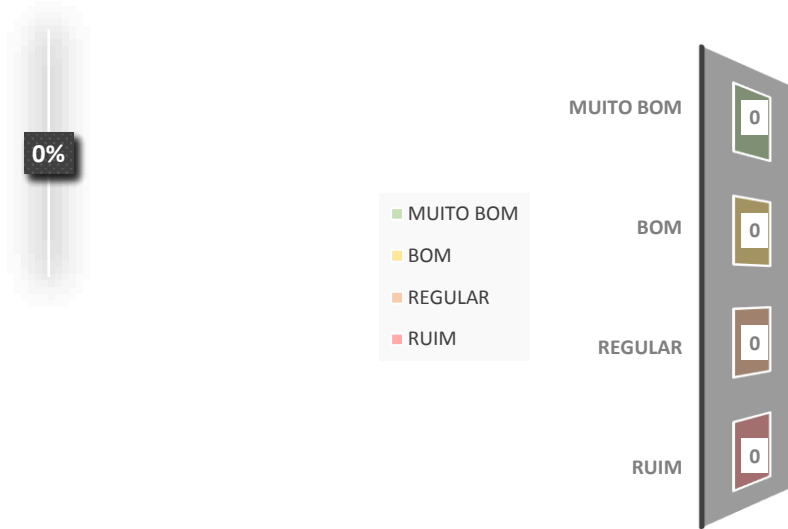 0%
MUITO BOM
BOM
REGULAR
RUIM
MUITO BOM 0
BOM 0
REGULAR 0
RUIM 0